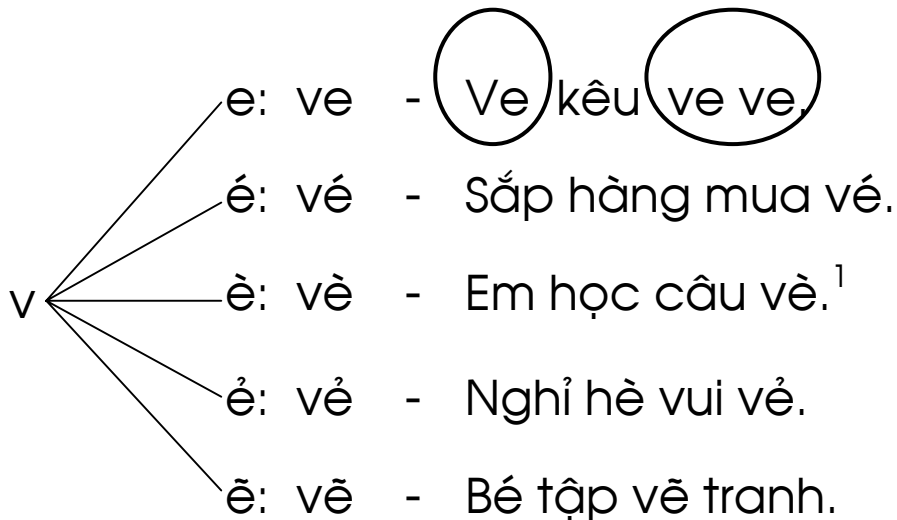 e: ve - Ve kêu ve ve.
é: vé - Sắp hàng mua vé.
v è: vè - Em học câu vè.1
ẻ: vẻ - Nghỉ hè vui vẻ.
ẽ: vẽ - Bé tập vẽ tranh.